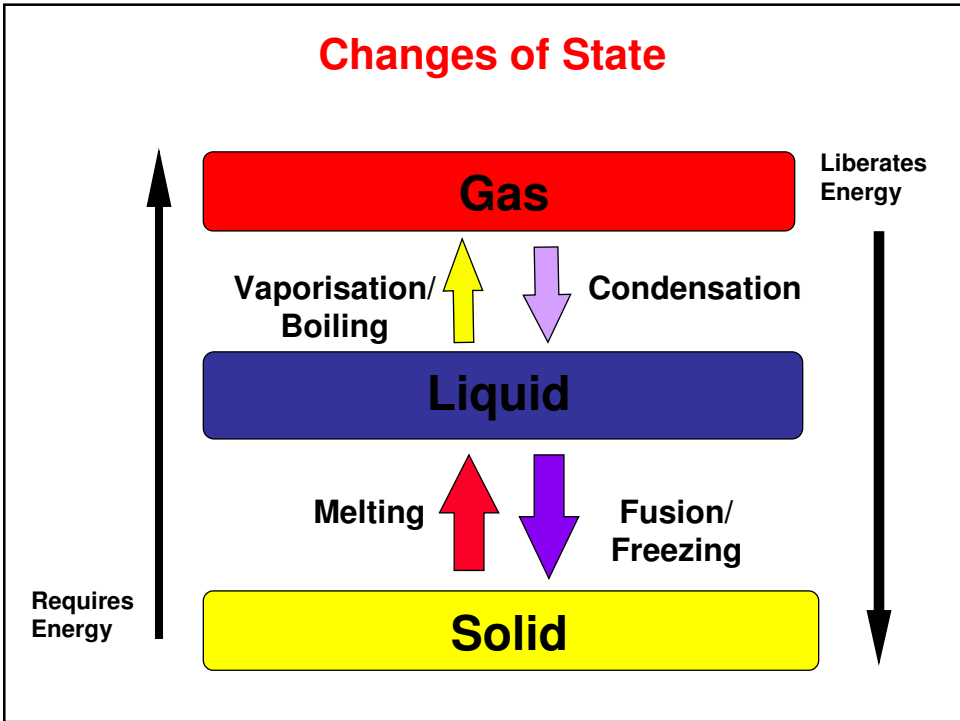 Changes of State
Gas
Liberates
Energy
Vaporisation/
Boiling
Condensation
Liquid
Melting
Fusion/
Freezing
Requires
Energy
Solid